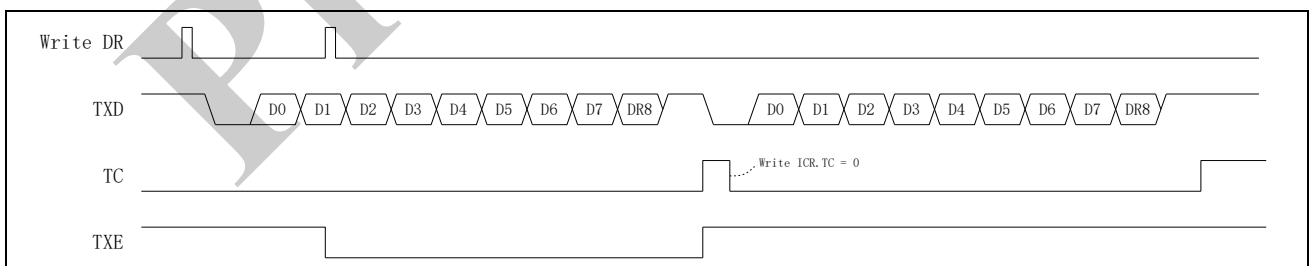 Write DR
TXD D0 D1 D2 D3 D4 D5 D6 D7 DR8 D0 D1 D2 D3 D4 D5 D6 D7 DR8
TC Write ICR.TC = 0
TXE